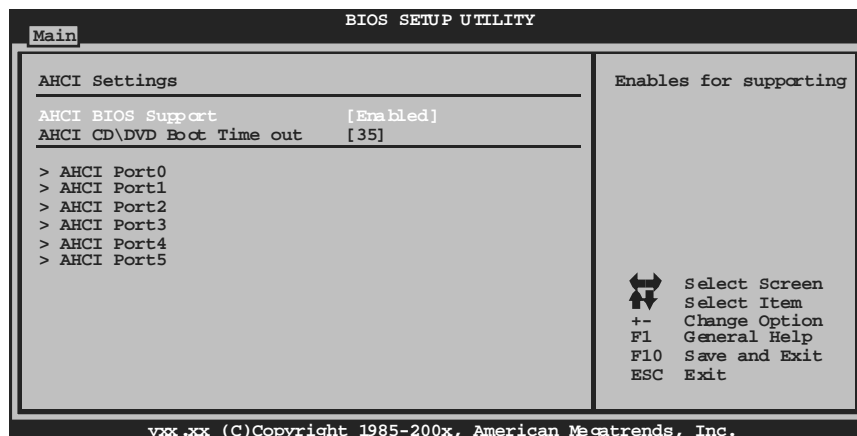 BIOS SETUP UTILITY
Main
AHCI Settings
AHCI BIOS Support [Enabled]
AHCI CD\DVD Boot Time out [35]
> AHCI Port0
> AHCI Port1
> AHCI Port2
> AHCI Port3
> AHCI Port4
> AHCI Port5
Enables for supporting
Select Screen
Select Item
+- Change Option
F1 General Help
F10 Save and Exit
ESC Exit
vxx.xx (C)Copyright 1985-200x, American Megatrends, Inc.